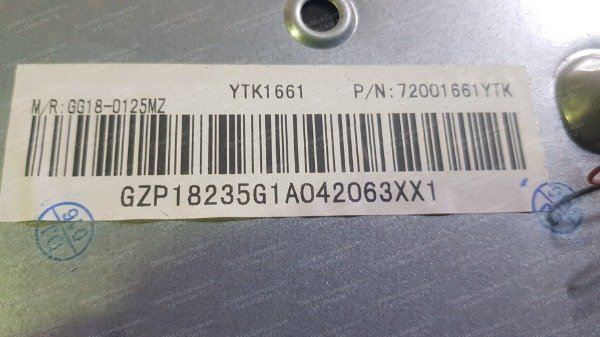 M/R:GG18-0125MZ YTK1661 P/N:72001661YTK
GZP18235G1A042063XX1